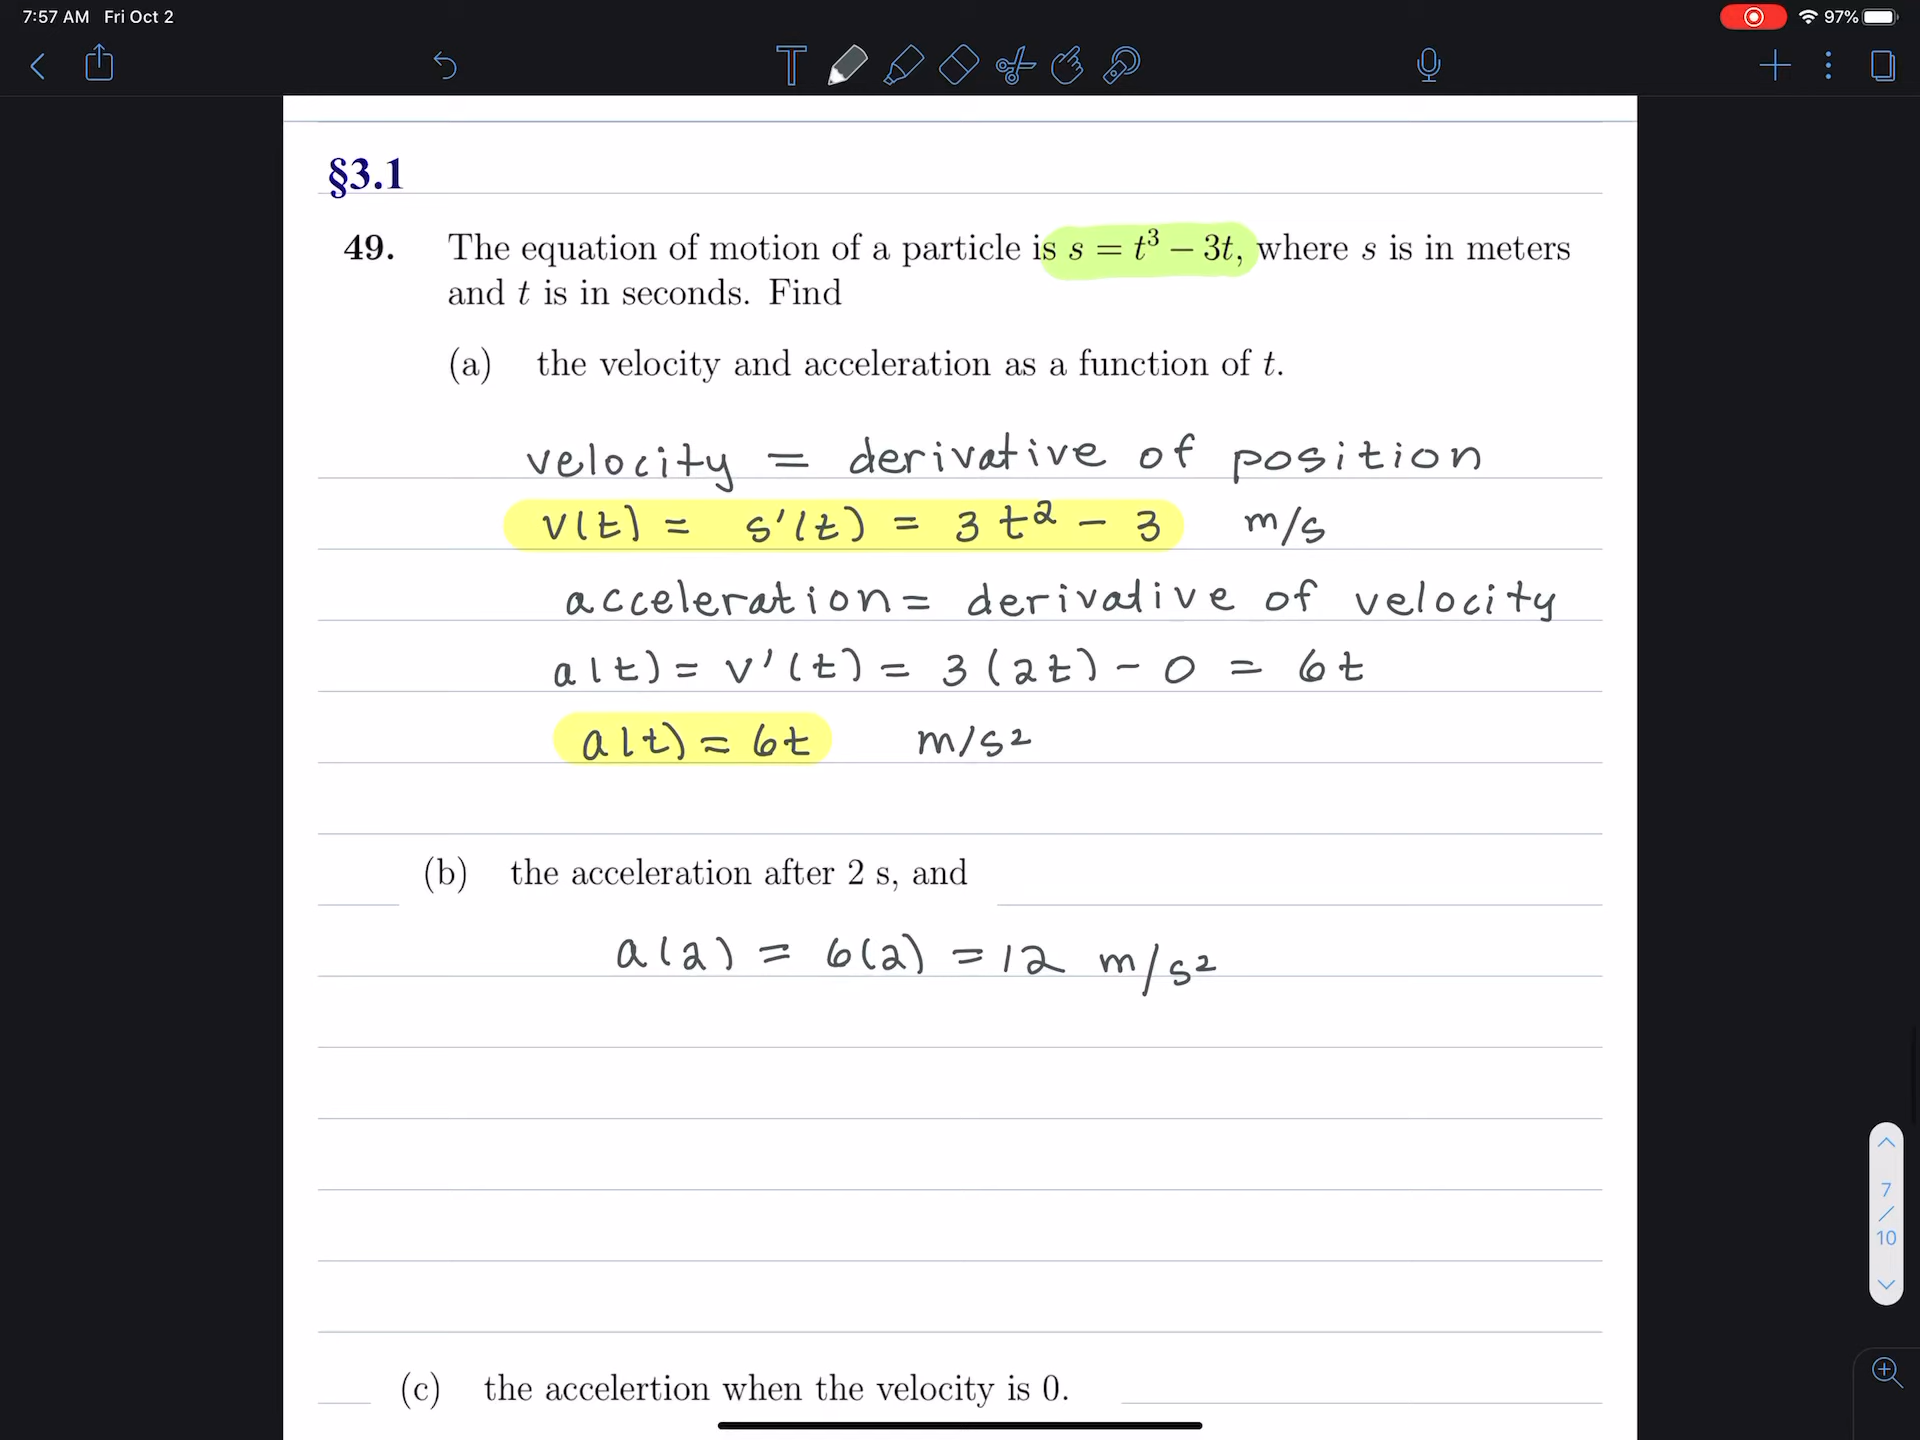 7:57 AM Fri Oct 2
97%
T
§3.1
49. The equation of motion of a particle is s = t³ − 3t, where s is in meters
and t is in seconds. Find
(a) the velocity and acceleration as a function of t.
velocity = derivative of position
v(t) = s'(t) = 3t² − 3 m/s
acceleration = derivative of velocity
a(t) = v'(t) = 3(2t) − 0 = 6t
a(t) = 6t m/s²
(b) the acceleration after 2 s, and
a(2) = 6(2) = 12 m/s²
7
/
10
(c) the accelertion when the velocity is 0.